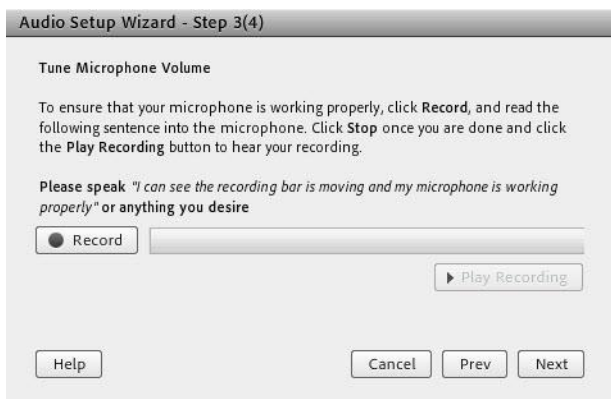 Audio Setup Wizard - Step 3(4)
Tune Microphone Volume
To ensure that your microphone is working properly, click Record, and read the
following sentence into the microphone. Click Stop once you are done and click
the Play Recording button to hear your recording.
Please speak "I can see the recording bar is moving and my microphone is working
properly" or anything you desire
Record
Play Recording
Help Cancel Prev Next